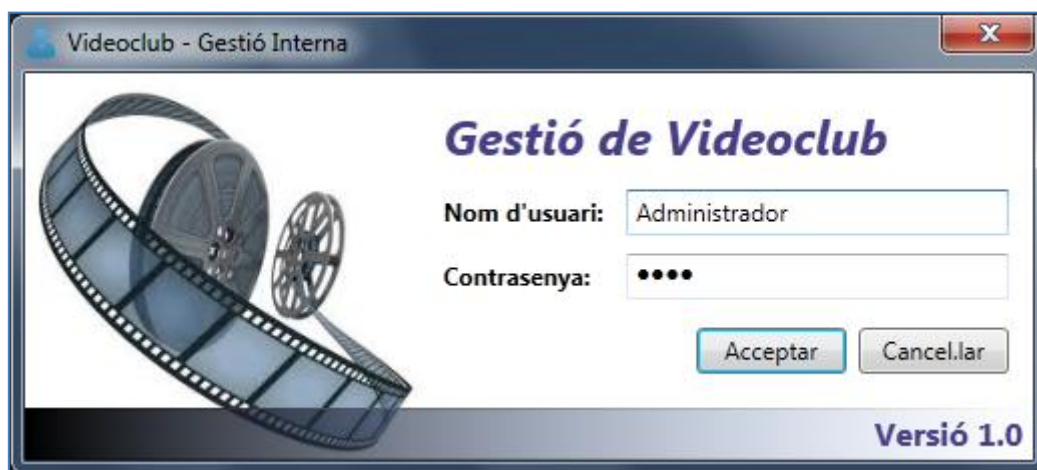 Videoclub - Gestió Interna
Gestió de Videoclub
Nom d'usuari: Administrador
Contrasenya: ••••
Acceptar Cancel.lar
Versió 1.0